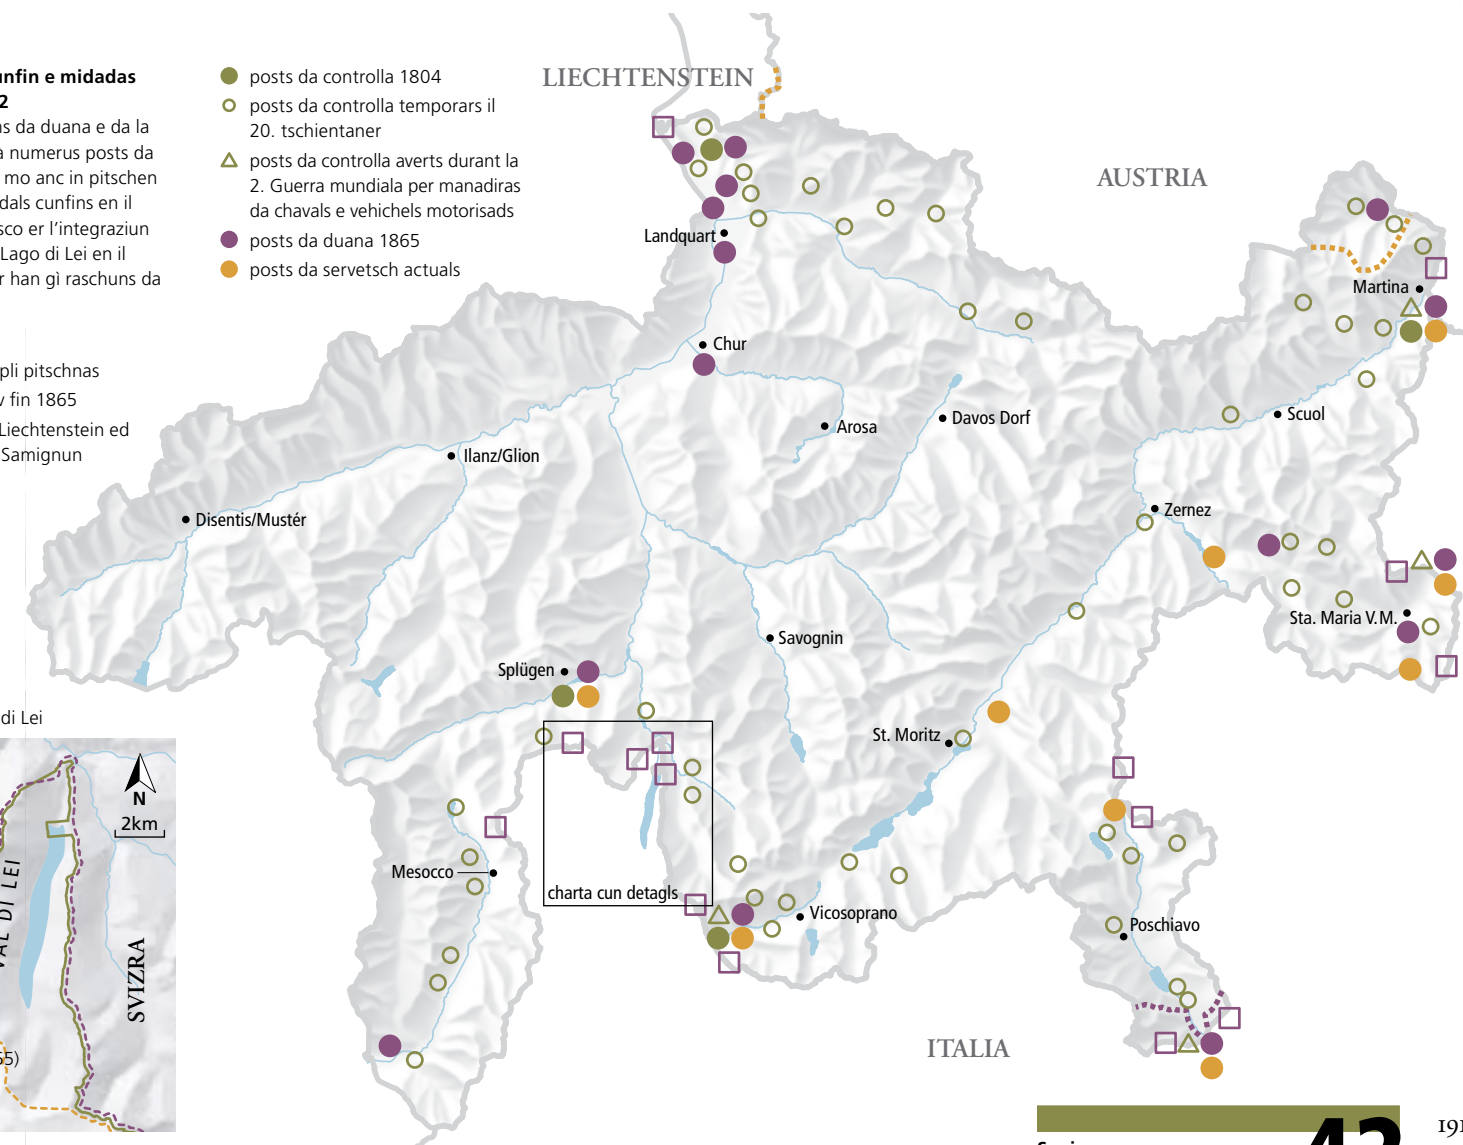 unfin e midadas
2
ns da duana e da la
a numerus posts da
mo anc in pitschen
dals cunfins en il
sco er l'integraziun
Lago di Lei en il
r han gì raschuns da
pli pitschnas
v fin 1865
Liechtenstein ed
Samignun
di Lei
posts da controlla 1804
posts da controlla temporars il
20. tschientaner
posts da controlla averts durant la
2. Guerra mundiala per manadiras
da chavals e vehichels motorisads
posts da duana 1865
posts da servetsch actuals
LIECHTENSTEIN
AUSTRIA
Landquart
Martina
Chur
Scuol
Arosa
Davos Dorf
Ilanz/Glion
Zernez
Disentis/Mustér
Sta. Maria V.M.
Savognin
Splügen
St. Moritz
Mesocco
charta cun detagls
Vicosoprano
Poschiavo
ITALIA
N
2km
VAL DI LEI
SVIZRA
55)
42
191